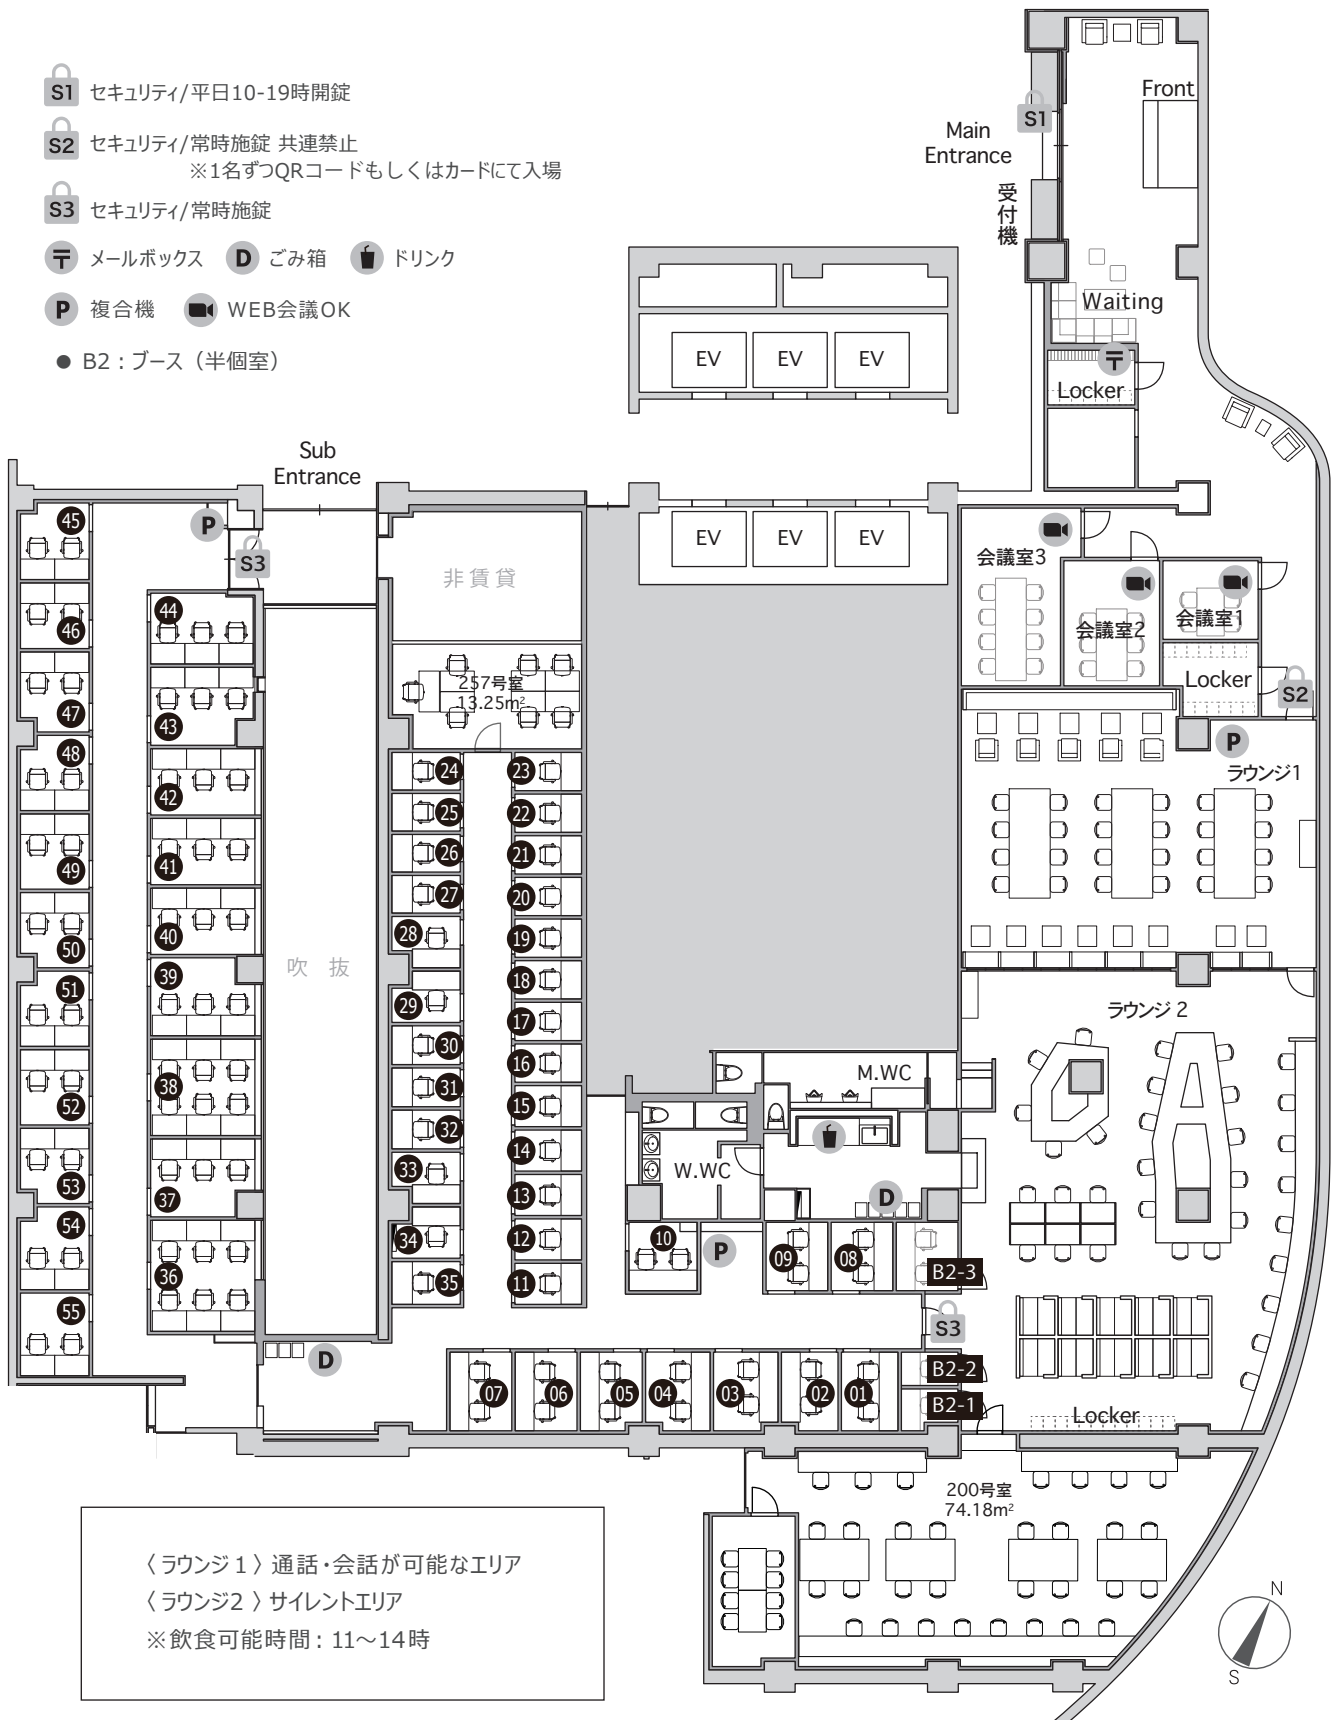 S1 セキュリティ/平日10-19時開錠
S2 セキュリティ/常時施錠 共連禁止
※1名ずつQRコードもしくはカードにて入場
S3 セキュリティ/常時施錠
〒 メールボックス D ごみ箱 ドリンク
P 複合機 WEB会議OK
● B2：ブース（半個室）
Front
S1
Main
Entrance
受付機
Waiting
〒
Locker
EV EV EV
Sub
Entrance
EV EV EV
P
S3
非賃貸
会議室3
会議室2
会議室1
Locker
S2
P
ラウンジ1
257号室
13.25m²
45
46
47
48
49
50
51
52
53
54
55
44
43
42
41
40
39
38
37
36
吹 抜
24
25
26
27
28
29
30
31
32
33
34
35
23
22
21
20
19
18
17
16
15
14
13
12
11
ラウンジ 2
M.WC
W.WC
D
10
P
09
08
B2-3
S3
D
07
06
05
04
03
02
01
B2-2
B2-1
Locker
200号室
74.18m²
〈 ラウンジ 1 〉 通話・会話が可能なエリア
〈 ラウンジ2 〉 サイレントエリア
※飲食可能時間：11〜14時
N
S